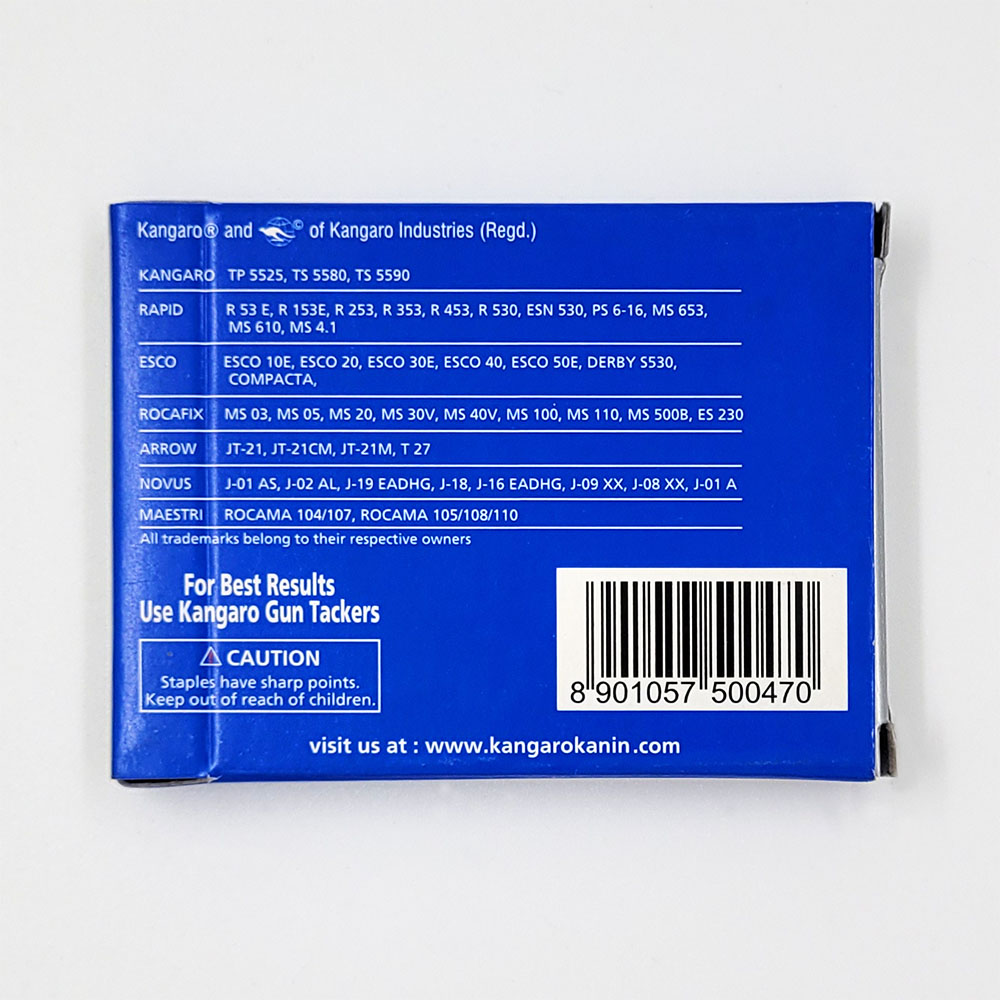 Kangaro® and © of Kangaro Industries (Regd.)
KANGARO TP 5525, TS 5580, TS 5590
RAPID R 53 E, R 153E, R 253, R 353, R 453, R 530, ESN 530, PS 6-16, MS 653,
MS 610, MS 4.1
ESCO ESCO 10E, ESCO 20, ESCO 30E, ESCO 40, ESCO 50E, DERBY S530,
COMPACTA,
ROCAFIX MS 03, MS 05, MS 20, MS 30V, MS 40V, MS 100, MS 110, MS 500B, ES 230
ARROW JT-21, JT-21CM, JT-21M, T 27
NOVUS J-01 AS, J-02 AL, J-19 EADHG, J-18, J-16 EADHG, J-09 XX, J-08 XX, J-01 A
MAESTRI ROCAMA 104/107, ROCAMA 105/108/110
All trademarks belong to their respective owners
For Best Results
Use Kangaro Gun Tackers
CAUTION
Staples have sharp points.
Keep out of reach of children.
8 901057 500470
visit us at : www.kangarokanin.com